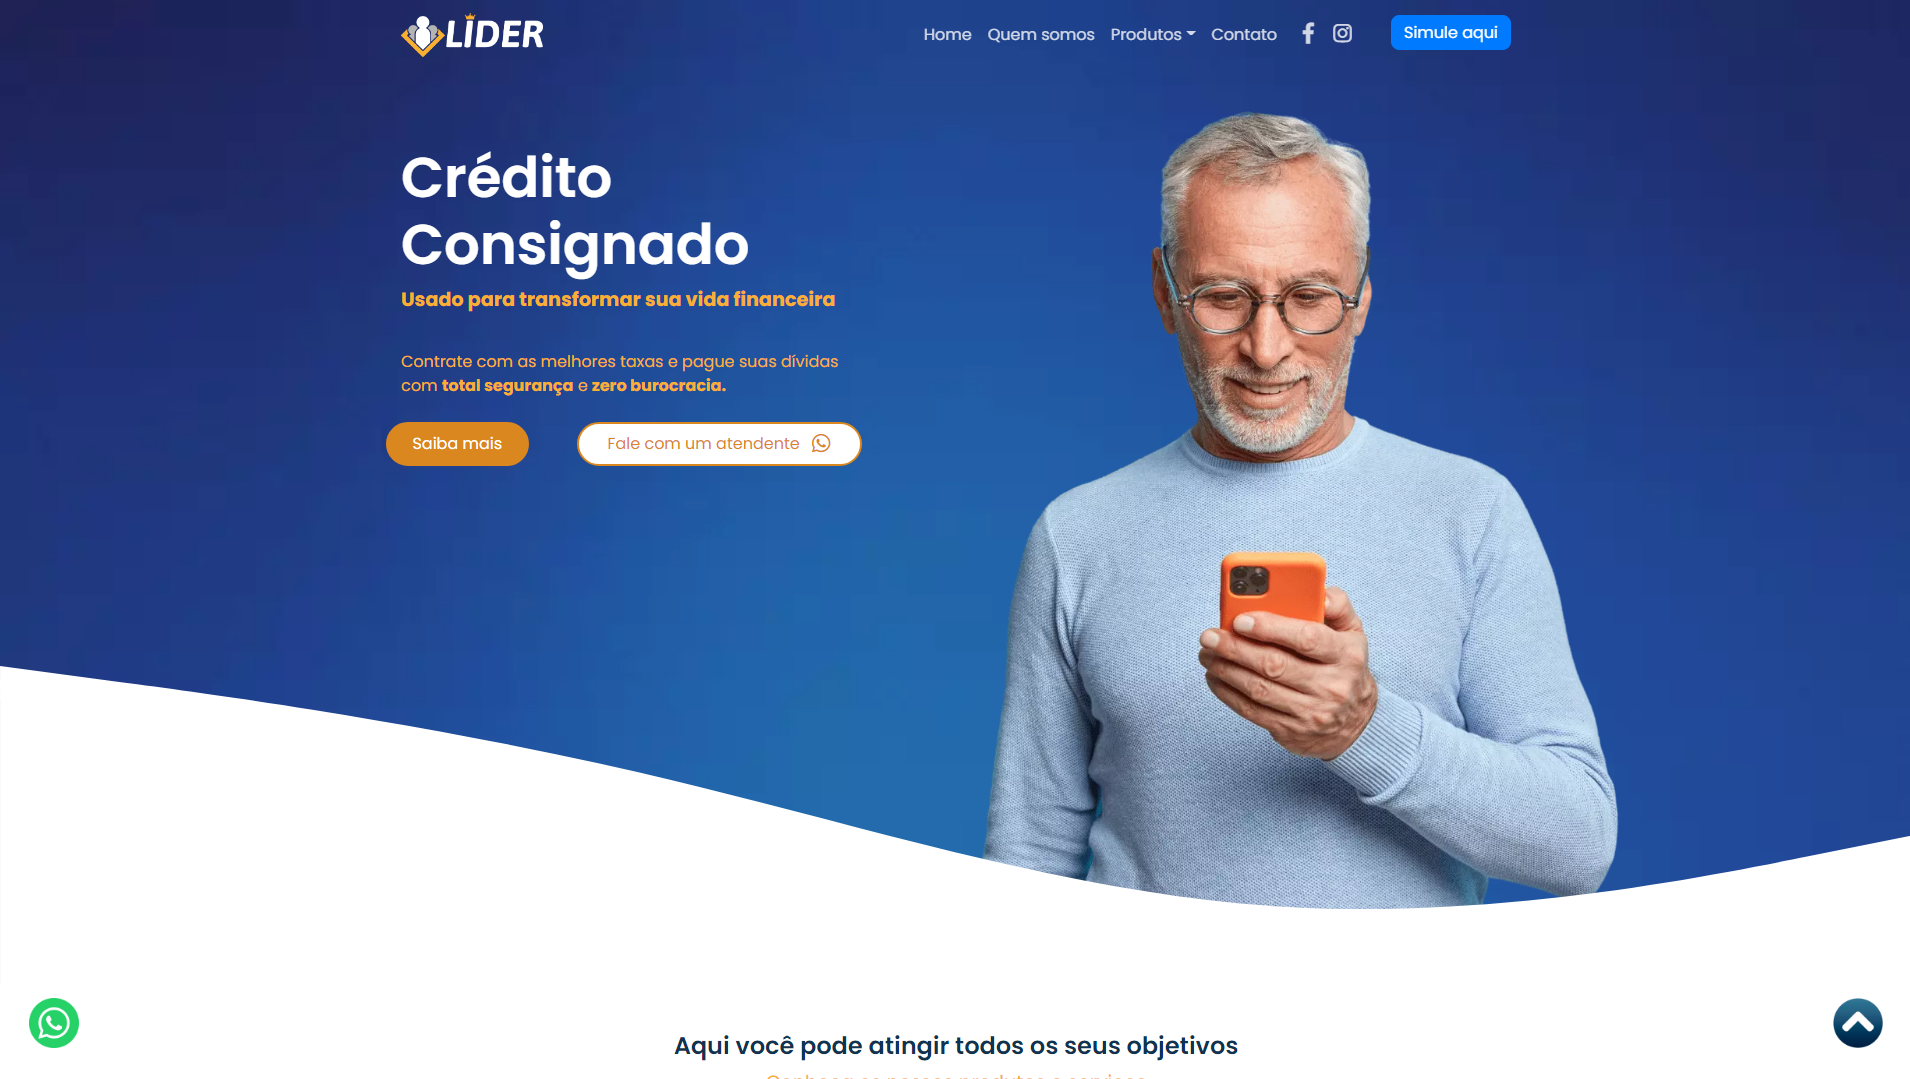 LÍDER
Home Quem somos Produtos Contato
Simule aqui
Crédito
Consignado
Usado para transformar sua vida financeira
Contrate com as melhores taxas e pague suas dívidas
com total segurança e zero burocracia.
Saiba mais
Fale com um atendente
Aqui você pode atingir todos os seus objetivos